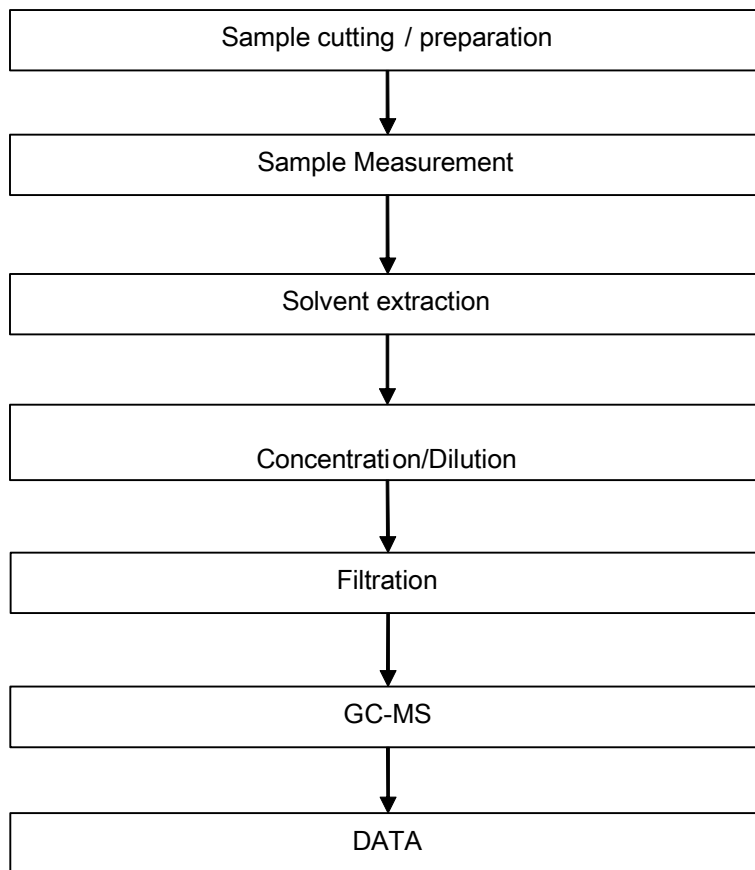 Sample cutting / preparation
Sample Measurement
Solvent extraction
Concentration/Dilution
Filtration
GC-MS
DATA